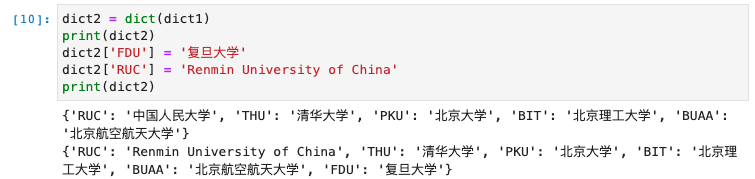 [10]:
dict2 = dict(dict1)
print(dict2)
dict2['FDU'] = '复旦大学'
dict2['RUC'] = 'Renmin University of China'
print(dict2)
{'RUC': '中国人民大学', 'THU': '清华大学', 'PKU': '北京大学', 'BIT': '北京理工大学', 'BUAA':
'北京航空航天大学'}
{'RUC': 'Renmin University of China', 'THU': '清华大学', 'PKU': '北京大学', 'BIT': '北京理
工大学', 'BUAA': '北京航空航天大学', 'FDU': '复旦大学'}